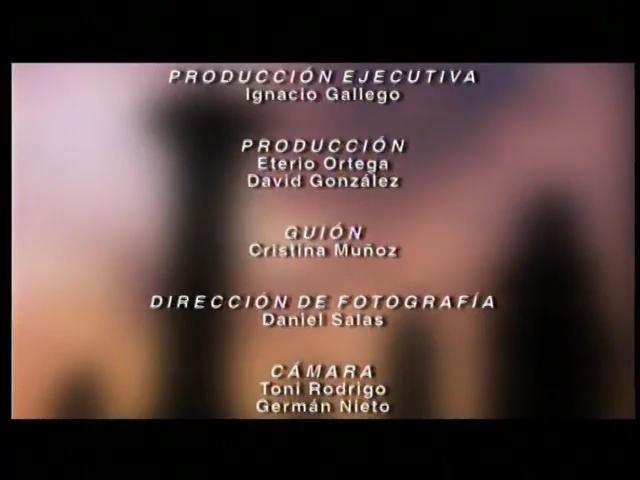 PRODUCCIÓN EJECUTIVA
Ignacio Gallego
PRODUCCIÓN
Eterio Ortega
David González
GUIÓN
Cristina Muñoz
DIRECCIÓN DE FOTOGRAFÍA
Daniel Salas
CÁMARA
Toni Rodrigo
Germán Nieto